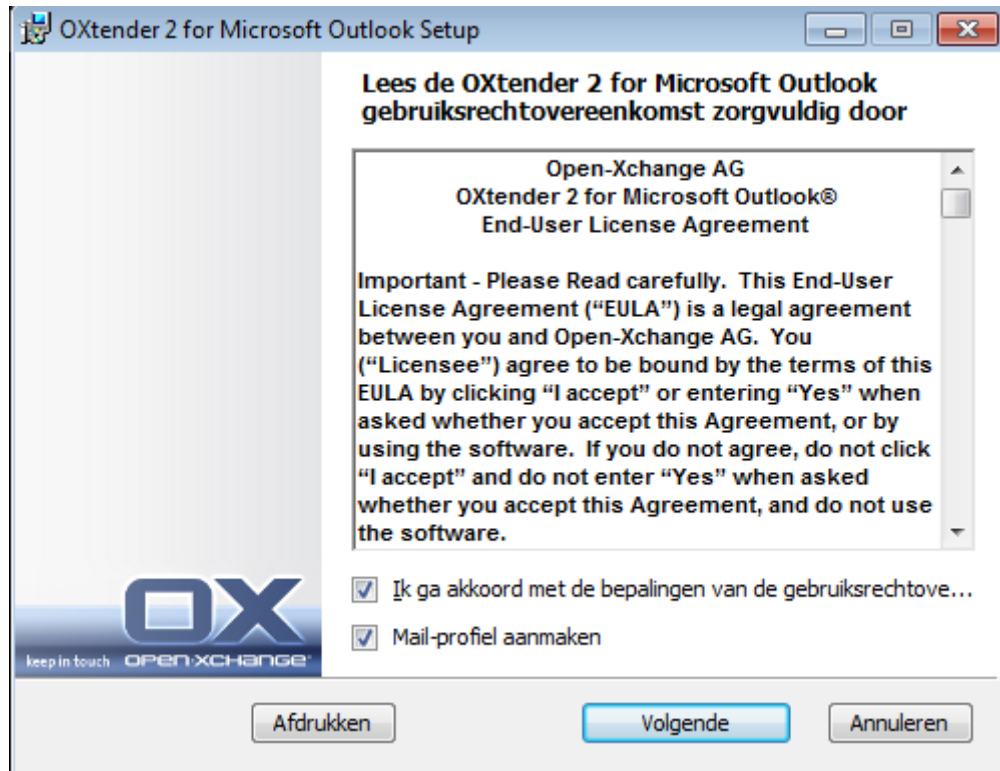 OXtender 2 for Microsoft Outlook Setup
Lees de OXtender 2 for Microsoft Outlook
gebruiksrechtovereenkomst zorgvuldig door
Open-Xchange AG
OXtender 2 for Microsoft Outlook®
End-User License Agreement
Important - Please Read carefully.  This End-User
License Agreement (“EULA”) is a legal agreement
between you and Open-Xchange AG.  You
(“Licensee”) agree to be bound by the terms of this
EULA by clicking “I accept” or entering “Yes” when
asked whether you accept this Agreement, or by
using the software.  If you do not agree, do not click
“I accept” and do not enter “Yes” when asked
whether you accept this Agreement, and do not use
the software.
Ik ga akkoord met de bepalingen van de gebruiksrechtove...
Mail-profiel aanmaken
OX
keep in touch OPEN-XCHANGE
Afdrukken Volgende Annuleren